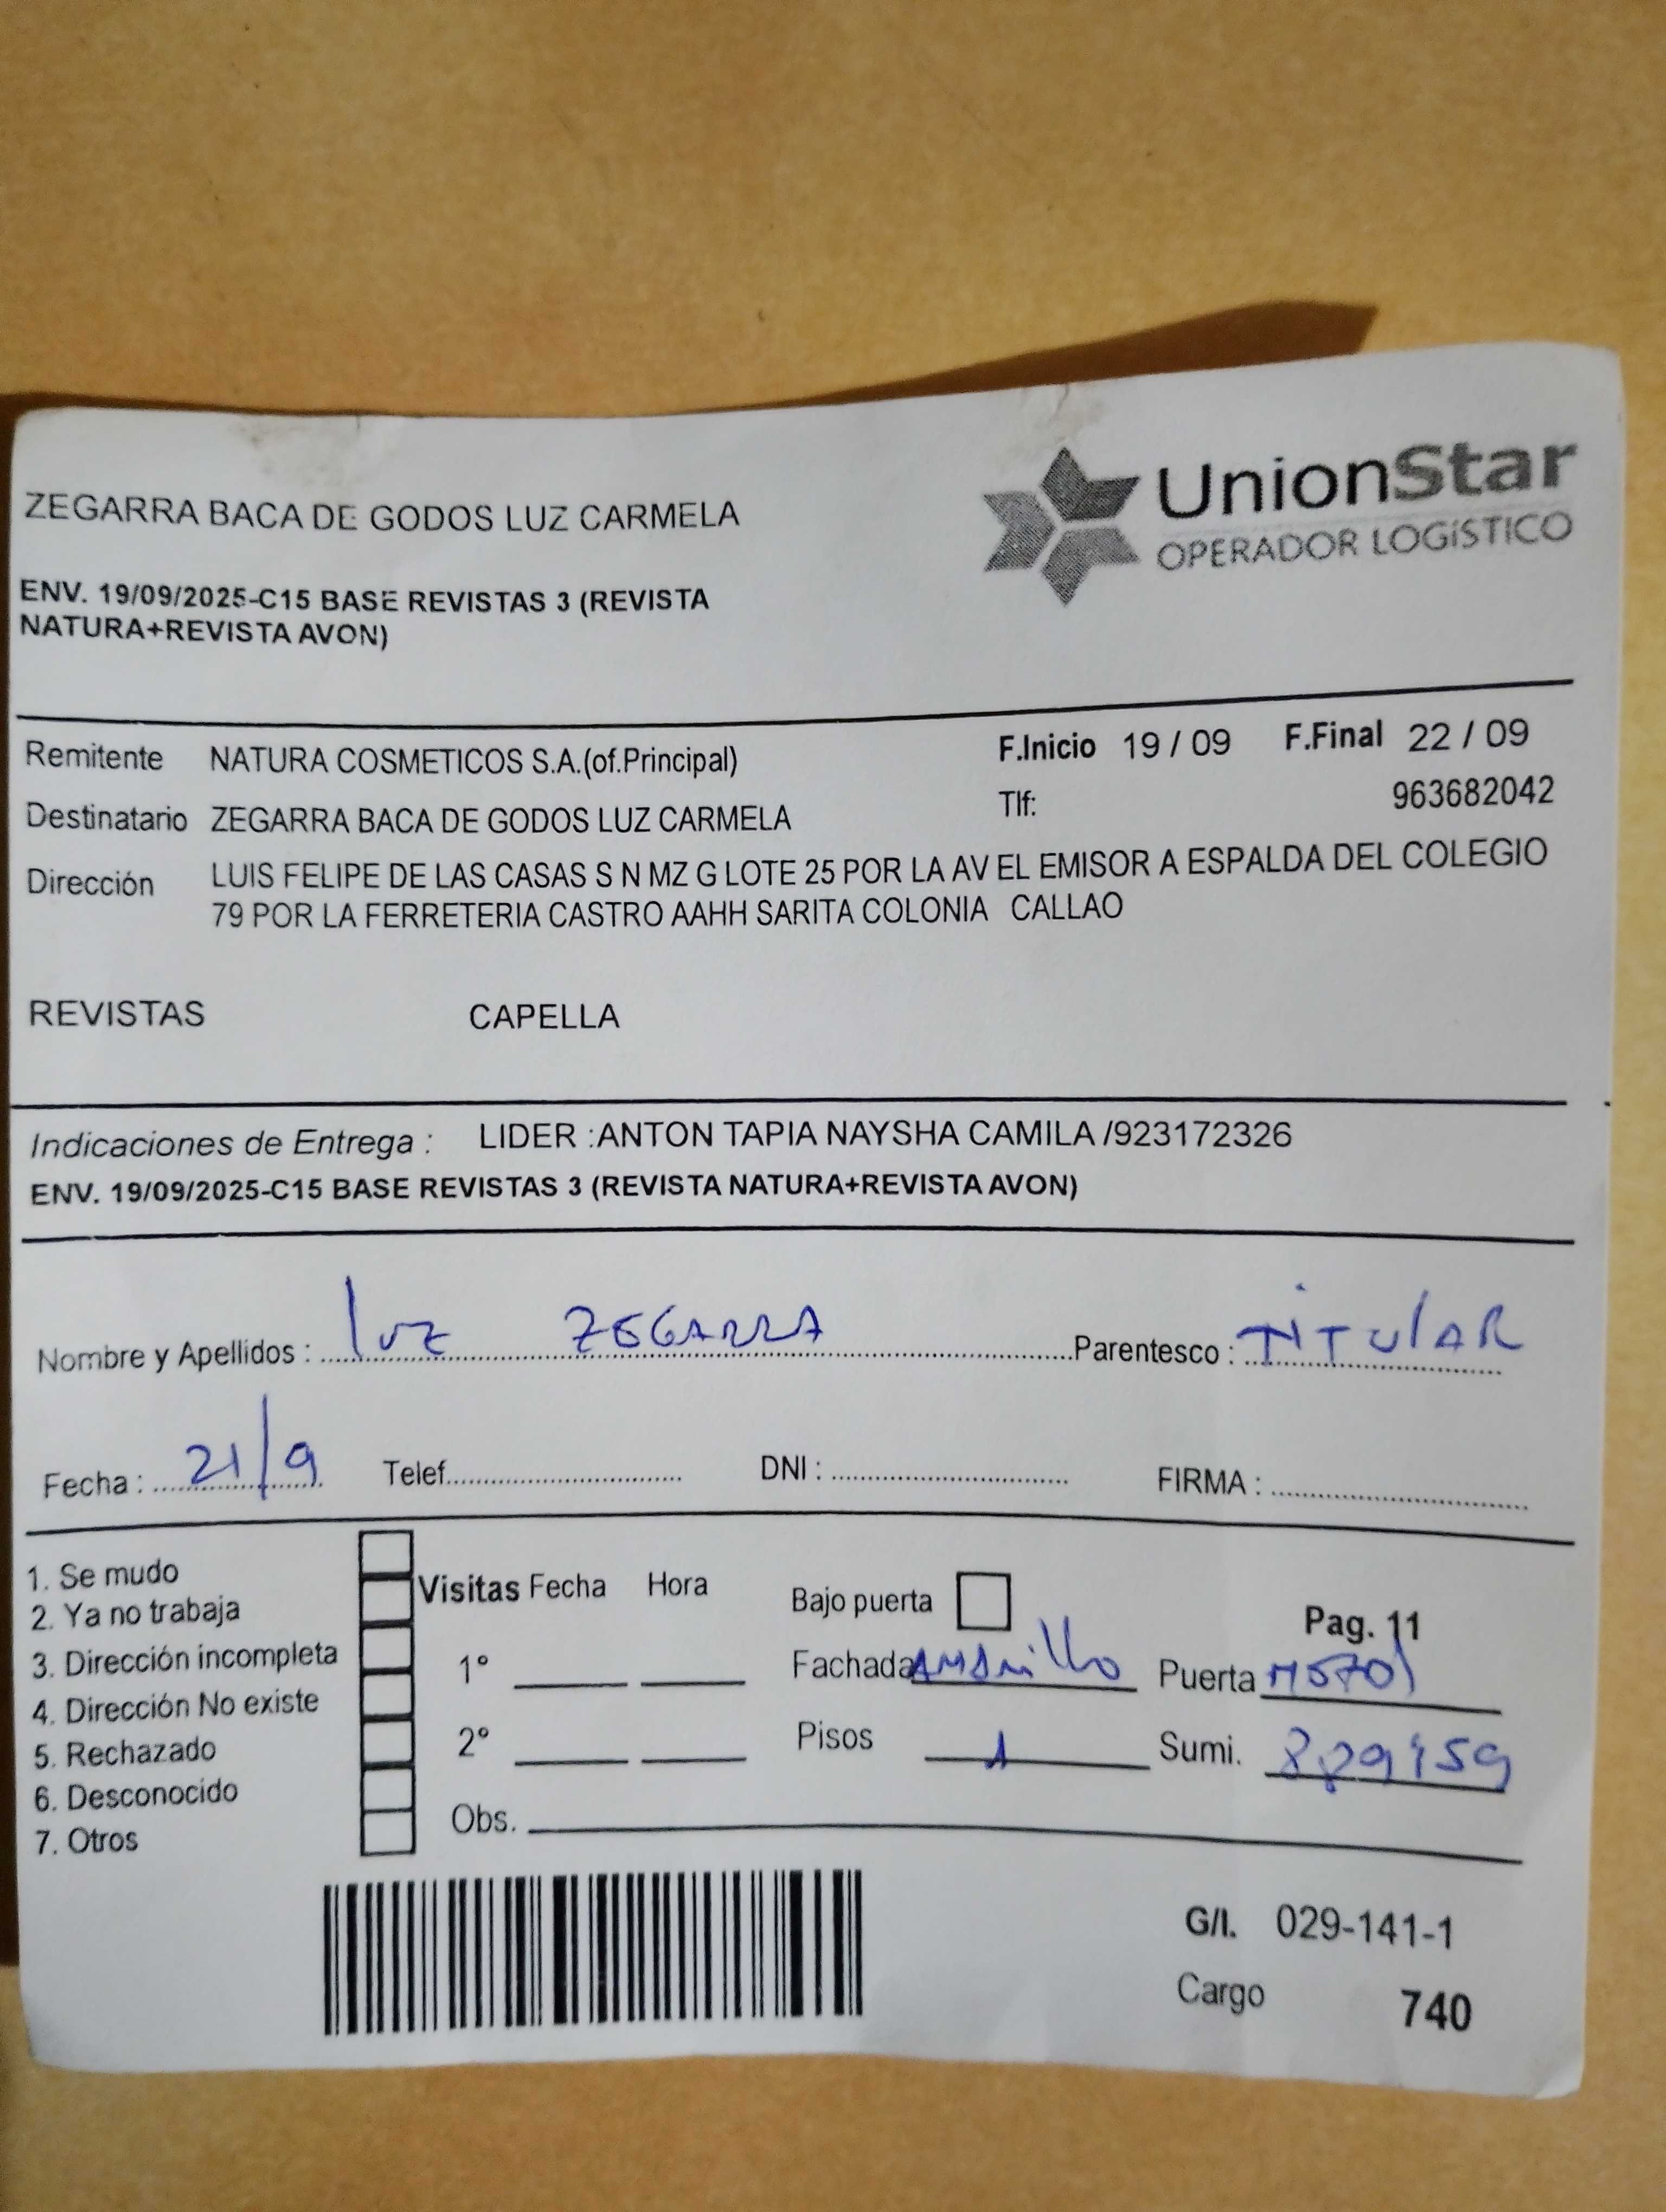 ZEGARRA BACA DE GODOS LUZ CARMELA
UnionStar
OPERADOR LOGíSTICO
ENV. 19/09/2025-C15 BASE REVISTAS 3 (REVISTA
NATURA+REVISTA AVON)
Remitente NATURA COSMETICOS S.A.(of.Principal) F.Inicio 19 / 09 F.Final 22 / 09
Destinatario ZEGARRA BACA DE GODOS LUZ CARMELA Tlf: 963682042
Dirección LUIS FELIPE DE LAS CASAS S N MZ G LOTE 25 POR LA AV EL EMISOR A ESPALDA DEL COLEGIO
79 POR LA FERRETERIA CASTRO AAHH SARITA COLONIA CALLAO
REVISTAS CAPELLA
Indicaciones de Entrega : LIDER :ANTON TAPIA NAYSHA CAMILA /923172326
ENV. 19/09/2025-C15 BASE REVISTAS 3 (REVISTA NATURA+REVISTA AVON)
Nombre y Apellidos : luz ZEGARRA Parentesco : TITULAR
Fecha : 21/9 Telef. DNI : FIRMA :
1. Se mudo
2. Ya no trabaja
3. Dirección incompleta
4. Dirección No existe
5. Rechazado
6. Desconocido
7. Otros
Visitas Fecha Hora
1°
2°
Obs.
Bajo puerta Pag. 11
Fachada AMARillo Puerta
Pisos 1 Sumi.
G/I. 029-141-1
Cargo 740